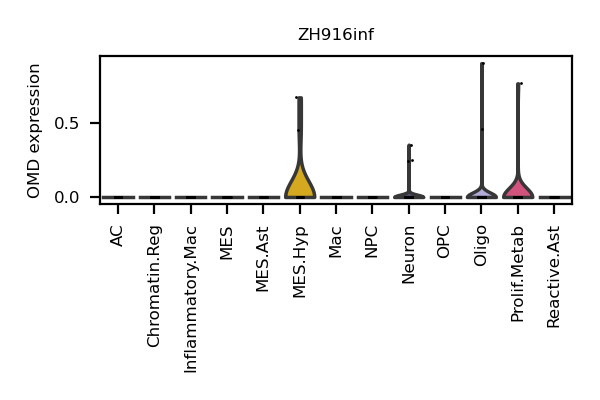 ZH916inf
OMD expression
0.5
0.0
AC
Chromatin.Reg
Inflammatory.Mac
MES
MES.Ast
MES.Hyp
Mac
NPC
Neuron
OPC
Oligo
Prolif.Metab
Reactive.Ast